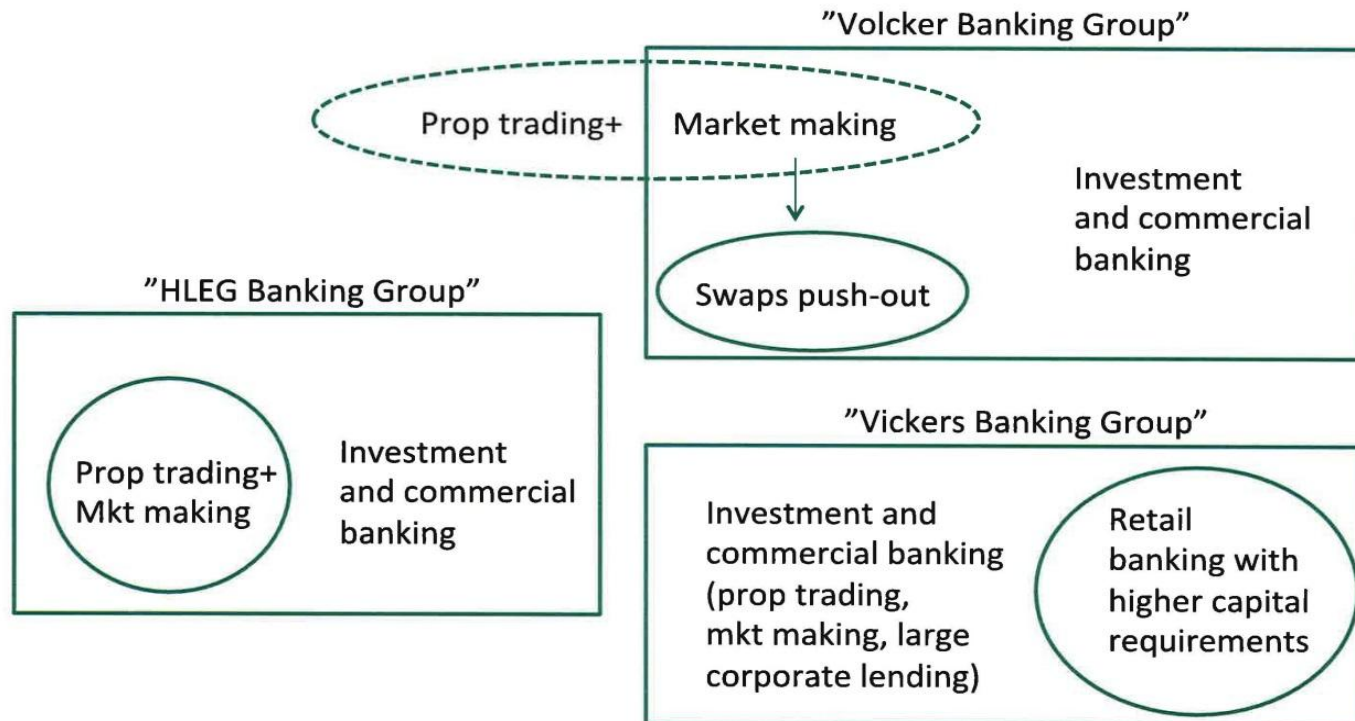 ”Volcker Banking Group”
Prop trading+
Market making
Investment
and commercial
banking
Swaps push-out
”HLEG Banking Group”
Prop trading+
Mkt making
Investment
and commercial
banking
”Vickers Banking Group”
Investment and
commercial banking
(prop trading,
mkt making, large
corporate lending)
Retail
banking with
higher capital
requirements